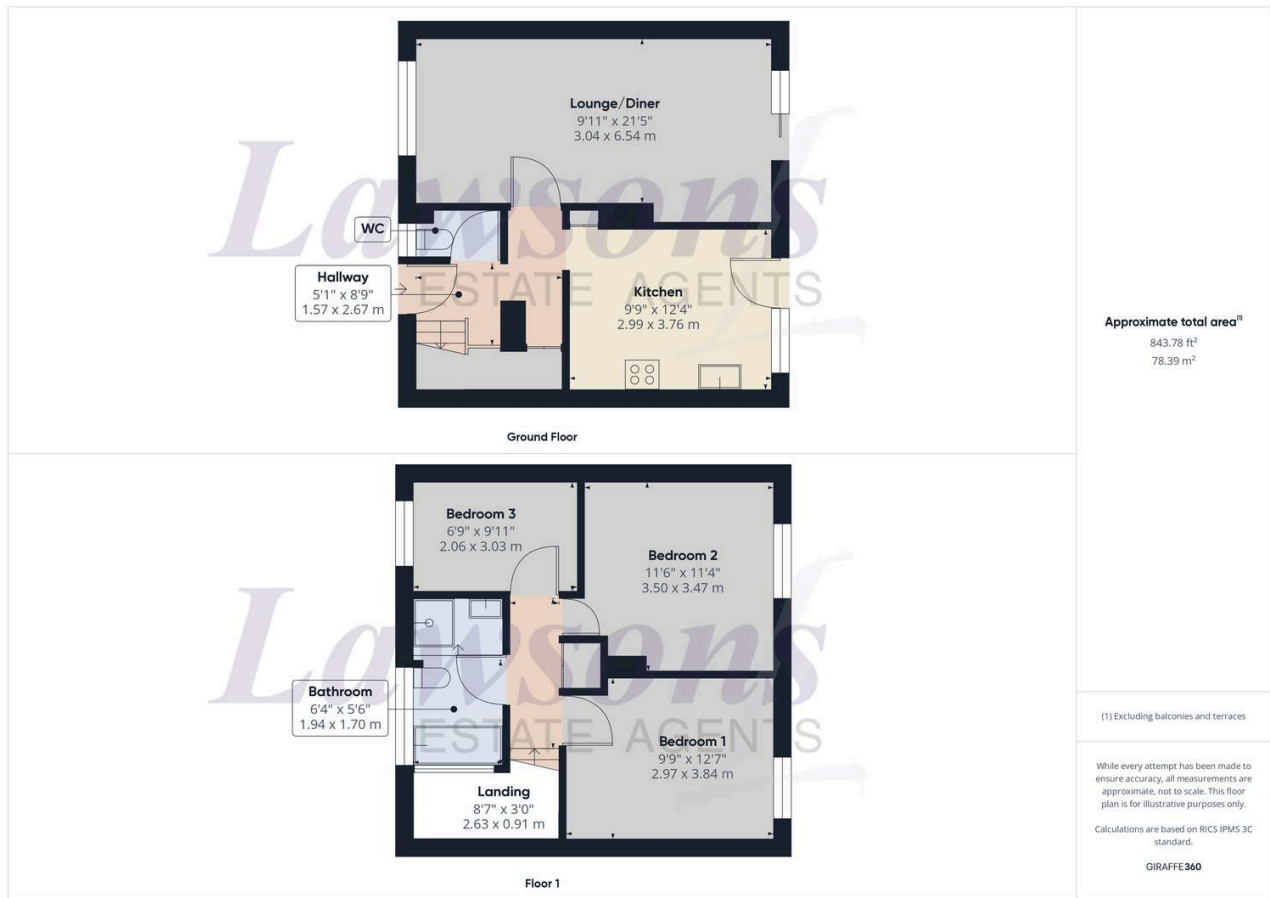 Lounge/Diner
9'11" x 21'5"
3.04 x 6.54 m
Lawsons
ESTATE AGENTS
WC
Hallway
5'1" x 8'9"
1.57 x 2.67 m
Kitchen
9'9" x 12'4"
2.99 x 3.76 m
Ground Floor
Bedroom 3
6'9" x 9'11"
2.06 x 3.03 m
Bedroom 2
11'6" x 11'4"
3.50 x 3.47 m
Lawsons
ESTATE AGENTS
Bathroom
6'4" x 5'6"
1.94 x 1.70 m
Bedroom 1
9'9" x 12'7"
2.97 x 3.84 m
Landing
8'7" x 3'0"
2.63 x 0.91 m
Floor 1
Approximate total area(1)
843.78 ft²
78.39 m²
(1) Excluding balconies and terraces
While every attempt has been made to
ensure accuracy, all measurements are
approximate, not to scale. This floor
plan is for illustrative purposes only.
Calculations are based on RICS IPMS 3C
standard.
GIRAFFE360